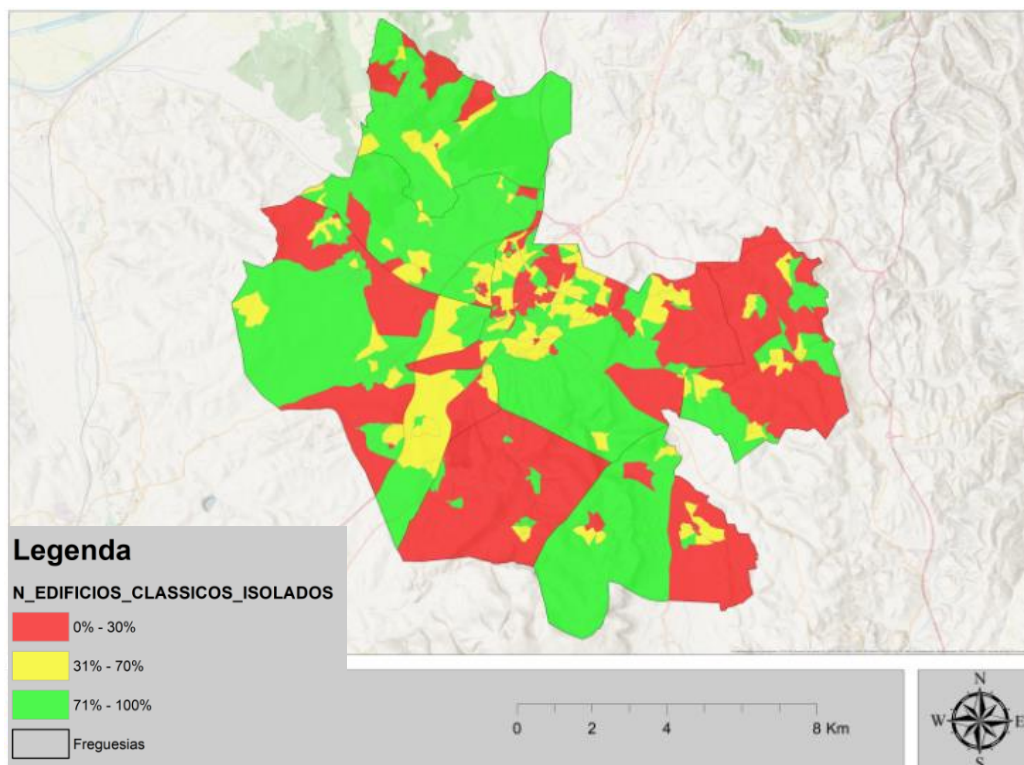 Legenda
N_EDIFICIOS_CLASSICOS_ISOLADOS
0% - 30%
31% - 70%
71% - 100%
Freguesias
0 2 4 8 Km
N
W E
S